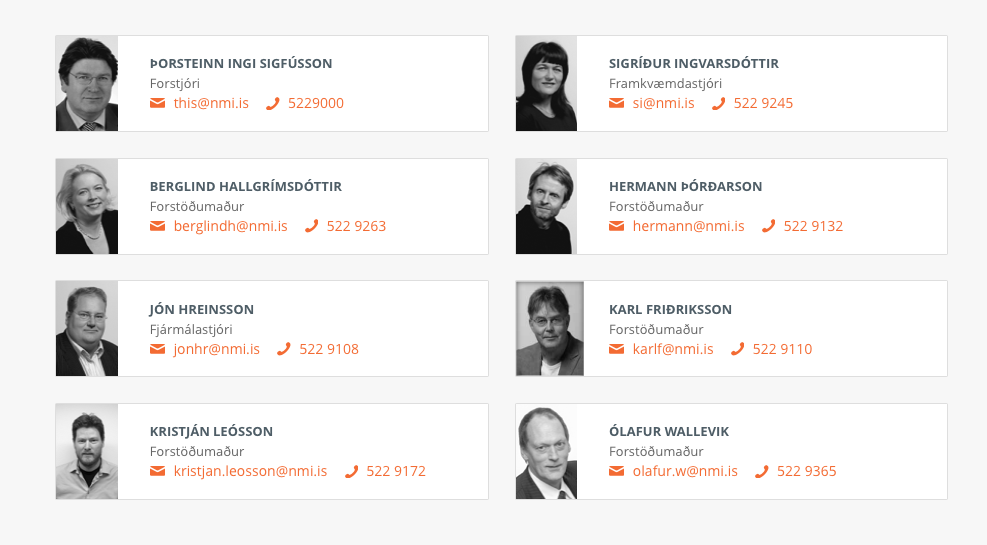 ÞORSTEINN INGI SIGFÚSSON
Forstjóri
this@nmi.is 5229000
SIGRÍÐUR INGVARSDÓTTIR
Framkvæmdastjóri
si@nmi.is 522 9245
BERGLIND HALLGRÍMSDÓTTIR
Forstöðumaður
berglindh@nmi.is 522 9263
HERMANN ÞÓRÐARSON
Forstöðumaður
hermann@nmi.is 522 9132
JÓN HREINSSON
Fjármálastjóri
jonhr@nmi.is 522 9108
KARL FRIÐRIKSSON
Forstöðumaður
karlf@nmi.is 522 9110
KRISTJÁN LEÓSSON
Forstöðumaður
kristjan.leosson@nmi.is 522 9172
ÓLAFUR WALLEVIK
Forstöðumaður
olafur.w@nmi.is 522 9365